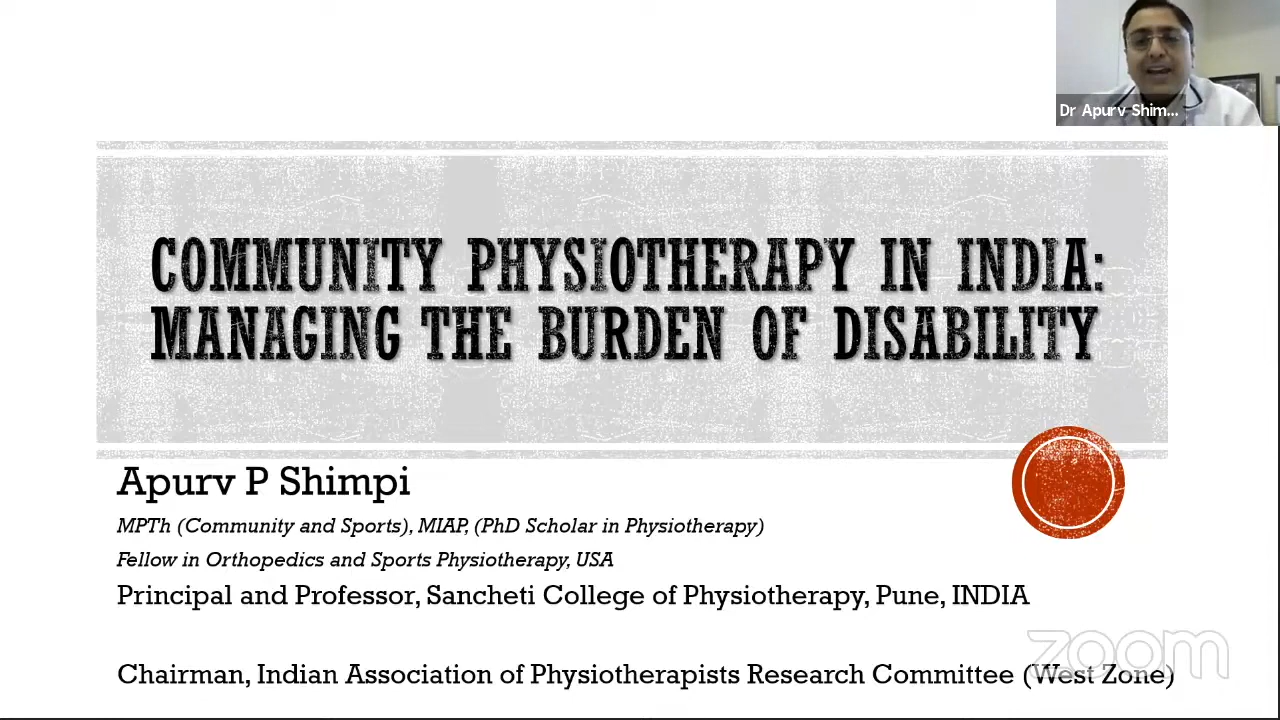 Dr Apurv Shim...
COMMUNITY PHYSIOTHERAPY IN INDIA:
MANAGING THE BURDEN OF DISABILITY
Apurv P Shimpi
MPTh (Community and Sports), MIAP, (PhD Scholar in Physiotherapy)
Fellow in Orthopedics and Sports Physiotherapy, USA
Principal and Professor, Sancheti College of Physiotherapy, Pune, INDIA
Chairman, Indian Association of Physiotherapists Research Committee (West Zone)
zoom